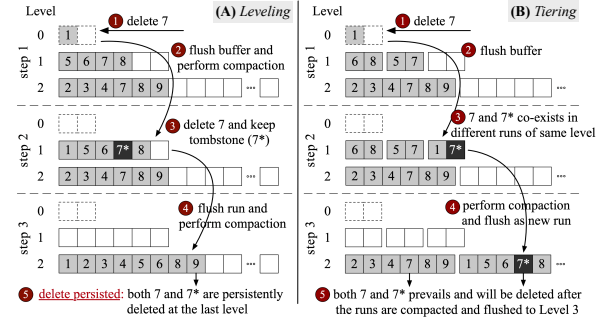 Level
(A) Leveling
1 delete 7
0 1
2 flush buffer and
perform compaction
step 1
1 5 6 7 8
2 2 3 4 7 8 9 ...
3 delete 7 and keep
tombstone (7*)
step 2
0
1 1 5 6 7* 8
2 2 3 4 7 8 9 ...
4 flush run and
perform compaction
step 3
0
1
2 1 2 3 4 5 6 8 9 ...
5 delete persisted: both 7 and 7* are persistently
deleted at the last level
Level
(B) Tiering
1 delete 7
0 1
2 flush buffer
step 1
1 6 8 5 7
2 2 3 4 7 8 9 ...
3 7 and 7* co-exists in
different runs of same level
step 2
0
1 6 8 5 7 1 7*
2 2 3 4 7 8 9 ...
4 perform compaction
and flush as new run
step 3
0
1
2 2 3 4 7 8 9 1 5 6 7* 8 ...
5 both 7 and 7* prevails and will be deleted after
the runs are compacted and flushed to Level 3